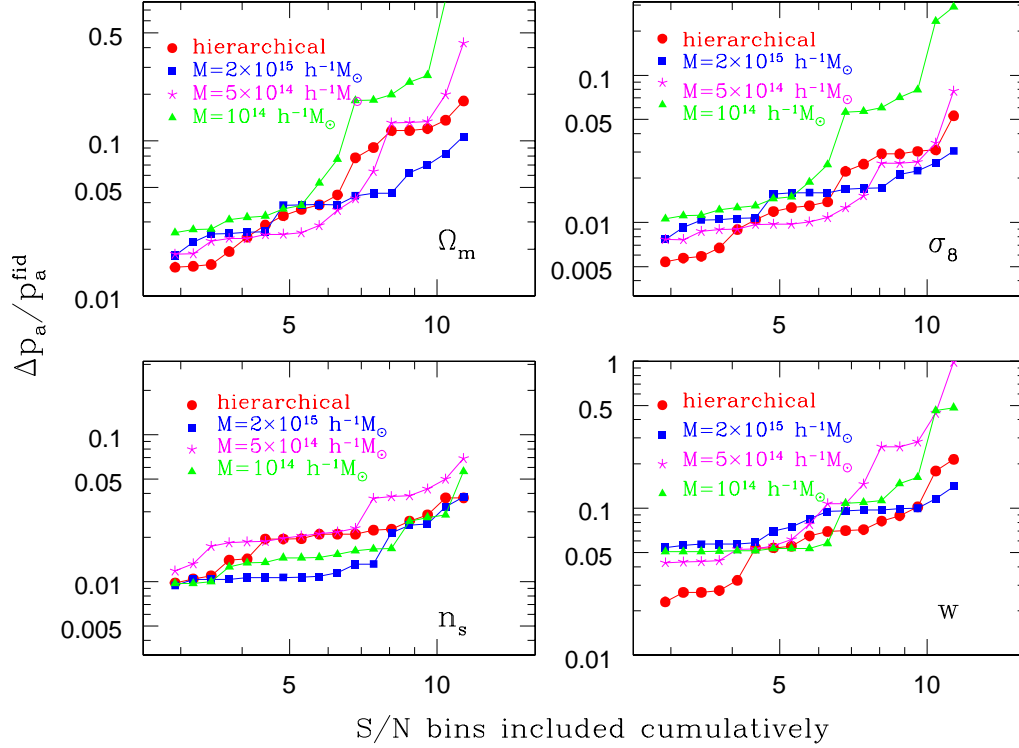 0.5
0.1
0.05
0.01
hierarchical
M=2×10¹⁵ h⁻¹M⊙
M=5×10¹⁴ h⁻¹M⊙
M=10¹⁴ h⁻¹M⊙
Ωₘ
5
10
0.1
0.05
0.01
0.005
hierarchical
M=2×10¹⁵ h⁻¹M⊙
M=5×10¹⁴ h⁻¹M⊙
M=10¹⁴ h⁻¹M⊙
σ₈
5
10
Δpₐ/pₐᶠⁱᵈ
0.1
0.05
0.01
0.005
hierarchical
M=2×10¹⁵ h⁻¹M⊙
M=5×10¹⁴ h⁻¹M⊙
M=10¹⁴ h⁻¹M⊙
nₛ
5
10
1
0.5
0.1
0.05
0.01
hierarchical
M=2×10¹⁵ h⁻¹M⊙
M=5×10¹⁴ h⁻¹M⊙
M=10¹⁴ h⁻¹M⊙
w
5
10
S/N bins included cumulatively